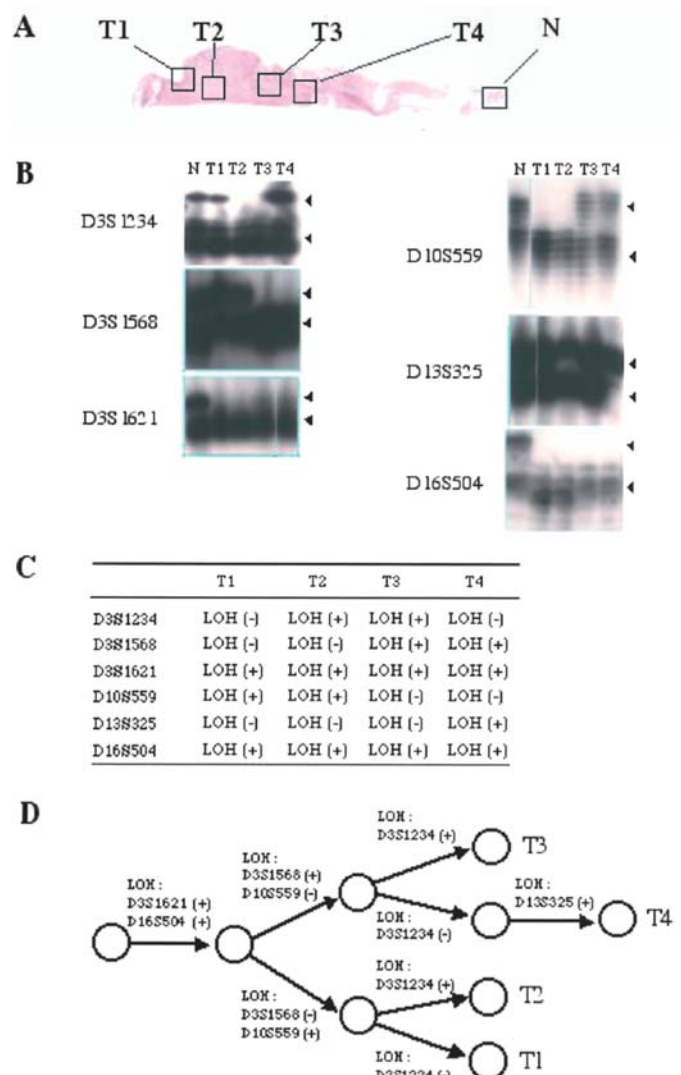 A
T1 T2 T3 T4 N
B
N T1 T2 T3 T4
D3S1234
D3S1568
D3S1621
N T1 T2 T3 T4
D10S559
D13S325
D16S504
C
T1 T2 T3 T4
D3S1234 LOH (-) LOH (+) LOH (+) LOH (-)
D3S1568 LOH (-) LOH (-) LOH (+) LOH (+)
D3S1621 LOH (+) LOH (+) LOH (+) LOH (+)
D10S559 LOH (+) LOH (+) LOH (-) LOH (-)
D13S325 LOH (-) LOH (-) LOH (-) LOH (+)
D16S504 LOH (+) LOH (+) LOH (+) LOH (+)
D
LOH :
D3S1621 (+)
D16S504 (+)
LOH :
D3S1568 (+)
D10S559 (-)
LOH :
D3S1234 (+)
T3
LOH :
D3S1234 (-)
LOH :
D13S325 (+)
T4
LOH :
D3S1568 (-)
D10S559 (+)
LOH :
D3S1234 (+)
T2
LOH :
D3S1234 (-)
T1